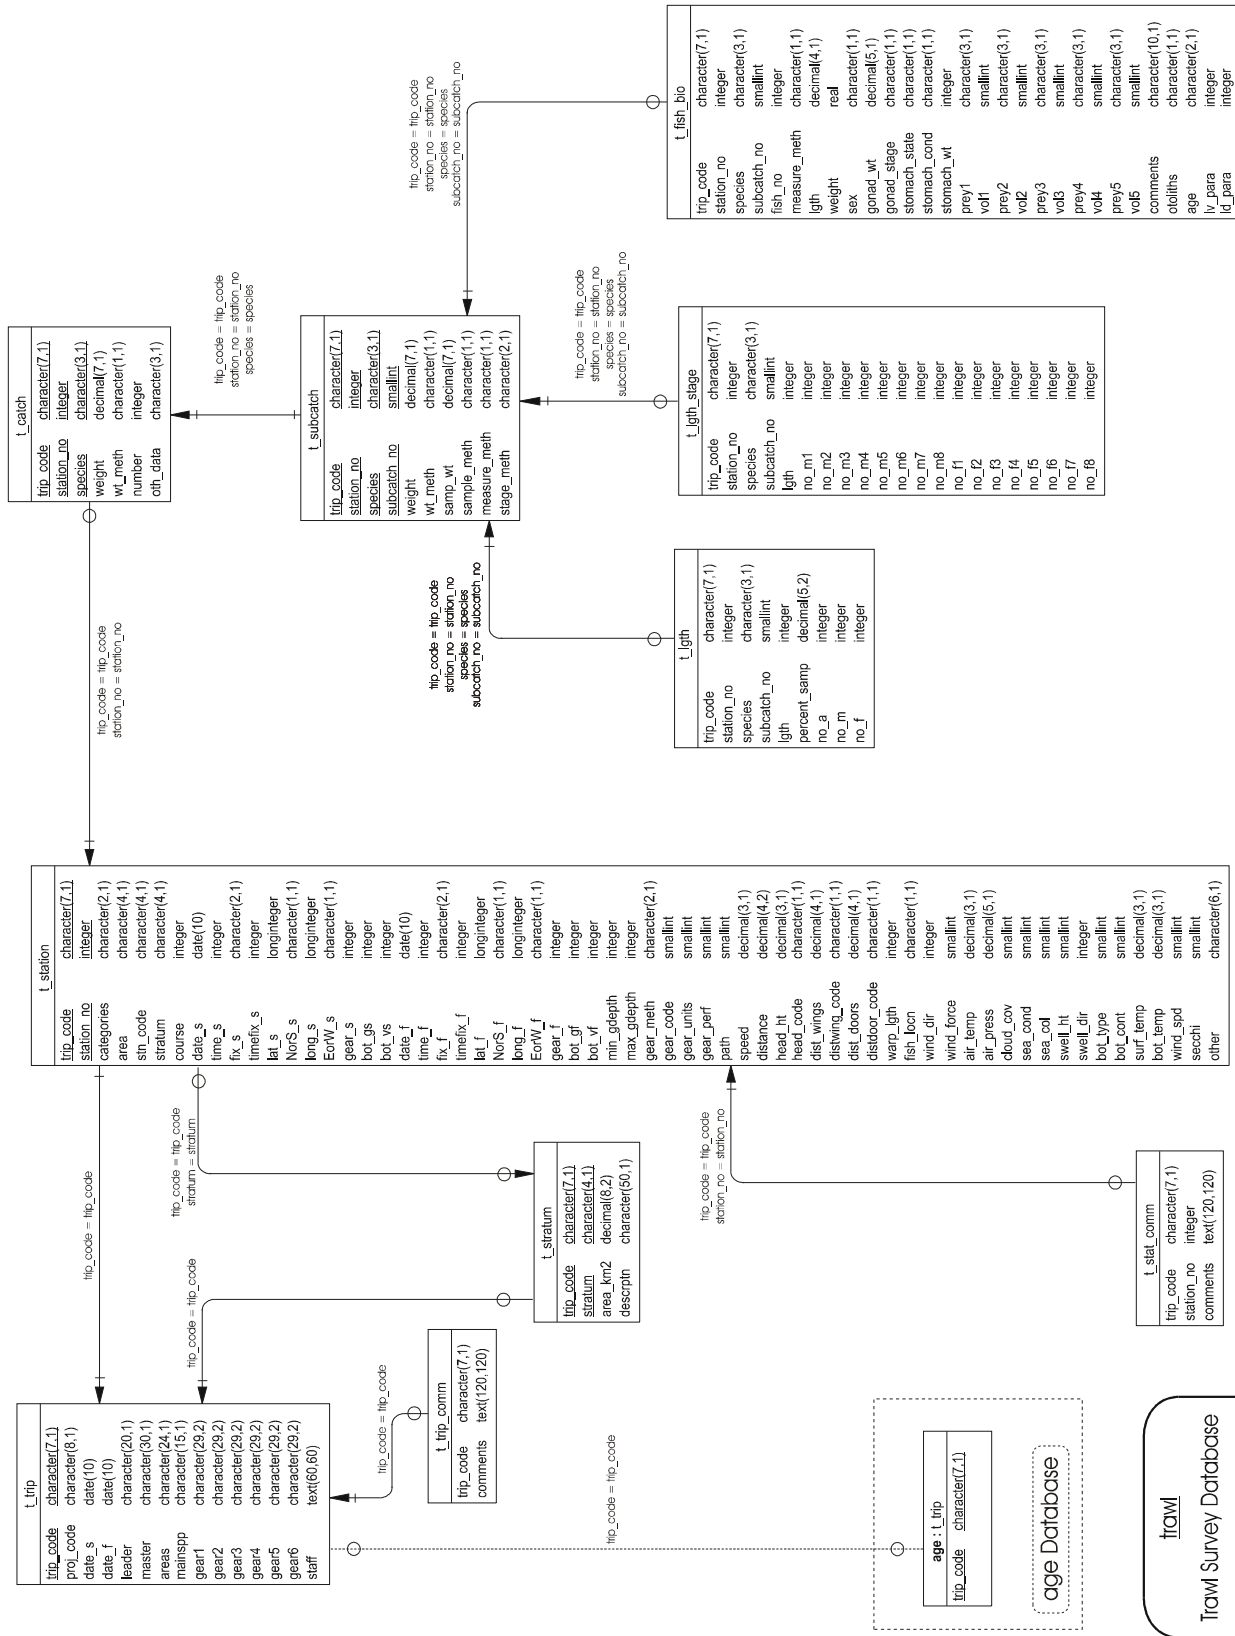 t_trip
trip_code character(7,1)
proj_code character(8,1)
date_s date(10)
date_f date(10)
leader character(20,1)
master character(30,1)
areas character(24,1)
mainspp character(15,1)
gear1 character(29,2)
gear2 character(29,2)
gear3 character(29,2)
gear4 character(29,2)
gear5 character(29,2)
gear6 character(29,2)
staff text(60,60)
trip_code = trip_code
t_station
trip_code character(7,1)
station_no integer
categories character(2,1)
area character(4,1)
stn_code character(4,1)
stratum character(4,1)
course integer
date_s date(10)
time_s integer
fix_s character(2,1)
timefix_s integer
lat_s longinteger
NorS_s character(1,1)
long_s longinteger
EorW_s character(1,1)
gear_s integer
bot_gs integer
bot_vs integer
date_f date(10)
time_f integer
fix_f character(2,1)
timefix_f integer
lat_f longinteger
NorS_f character(1,1)
long_f longinteger
EorW_f character(1,1)
gear_f integer
bot_gf integer
bot_vf integer
min_gdepth integer
max_gdepth integer
gear_meth character(2,1)
gear_code smallint
gear_units smallint
gear_perf smallint
path smallint
speed decimal(3,1)
distance decimal(4,2)
head_ht decimal(3,1)
head_code character(1,1)
dist_wings decimal(4,1)
distwing_code character(1,1)
dist_doors decimal(4,1)
distdoor_code character(1,1)
warp_lgth integer
fish_locn character(1,1)
wind_dir integer
wind_force smallint
air_temp decimal(3,1)
air_press decimal(5,1)
cloud_cov smallint
sea_cond smallint
sea_col smallint
swell_ht smallint
swell_dir integer
bot_type smallint
bot_cont smallint
surf_temp decimal(3,1)
bot_temp decimal(3,1)
wind_spd smallint
secchi smallint
other character(6,1)
trip_code = trip_code
station_no = station_no
t_catch
trip_code character(7,1)
station_no integer
species character(3,1)
weight decimal(7,1)
wt_meth character(1,1)
number integer
oth_data character(3,1)
trip_code = trip_code
stratum = stratum
trip_code = trip_code
trip_code = trip_code
station_no = station_no
species = species
t_trip_comm
trip_code character(7,1)
comments text(120,120)
trip_code = trip_code
t_stratum
trip_code character(7,1)
stratum character(4,1)
area_km2 decimal(8,2)
descrptn character(50,1)
t_subcatch
trip_code character(7,1)
station_no integer
species character(3,1)
subcatch_no smallint
weight decimal(7,1)
wt_meth character(1,1)
samp_wt decimal(7,1)
sample_meth character(1,1)
measure_meth character(1,1)
stage_meth character(2,1)
trip_code = trip_code
station_no = station_no
species = species
subcatch_no = subcatch_no
trip_code = trip_code
station_no = station_no
species = species
subcatch_no = subcatch_no
trip_code = trip_code
station_no = station_no
species = species
subcatch_no = subcatch_no
trip_code = trip_code
trip_code = trip_code
station_no = station_no
t_lgth
trip_code character(7,1)
station_no integer
species character(3,1)
subcatch_no smallint
lgth integer
percent_samp decimal(5,2)
no_a integer
no_m integer
no_f integer
t_lgth_stage
trip_code character(7,1)
station_no integer
species character(3,1)
subcatch_no smallint
lgth integer
no_m1 integer
no_m2 integer
no_m3 integer
no_m4 integer
no_m5 integer
no_m6 integer
no_m7 integer
no_m8 integer
no_f1 integer
no_f2 integer
no_f3 integer
no_f4 integer
no_f5 integer
no_f6 integer
no_f7 integer
no_f8 integer
t_fish_bio
trip_code character(7,1)
station_no integer
species character(3,1)
subcatch_no smallint
fish_no integer
measure_meth character(1,1)
lgth decimal(4,1)
weight real
sex character(1,1)
gonad_wt decimal(5,1)
gonad_stage character(1,1)
stomach_state character(1,1)
stomach_cond character(1,1)
stomach_wt integer
prey1 character(3,1)
vol1 smallint
prey2 character(3,1)
vol2 smallint
prey3 character(3,1)
vol3 smallint
prey4 character(3,1)
vol4 smallint
prey5 character(3,1)
vol5 smallint
comments character(10,1)
otoliths character(1,1)
age character(2,1)
lv_para integer
ld_para integer
age : t_trip
trip_code character(7,1)
age Database
t_stat_comm
trip_code character(7,1)
station_no integer
comments text(120,120)
trawl
Trawl Survey Database